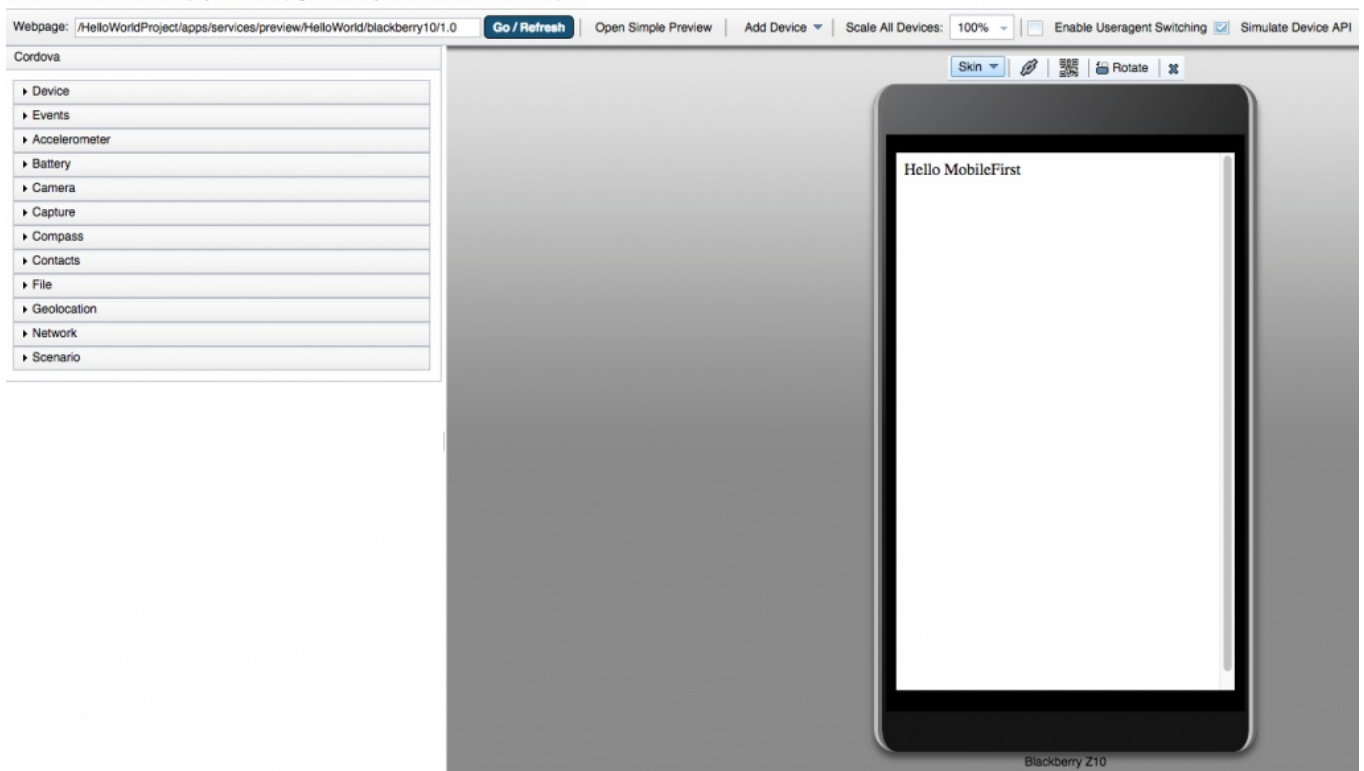 Webpage: /HelloWorldProject/apps/services/preview/HelloWorld/blackberry10/1.0 Go / Refresh Open Simple Preview Add Device Scale All Devices: 100% Enable Useragent Switching Simulate Device API
Cordova
Skin Rotate
Device
Events
Accelerometer
Battery
Camera
Capture
Compass
Contacts
File
Geolocation
Network
Scenario
Hello MobileFirst
Blackberry Z10